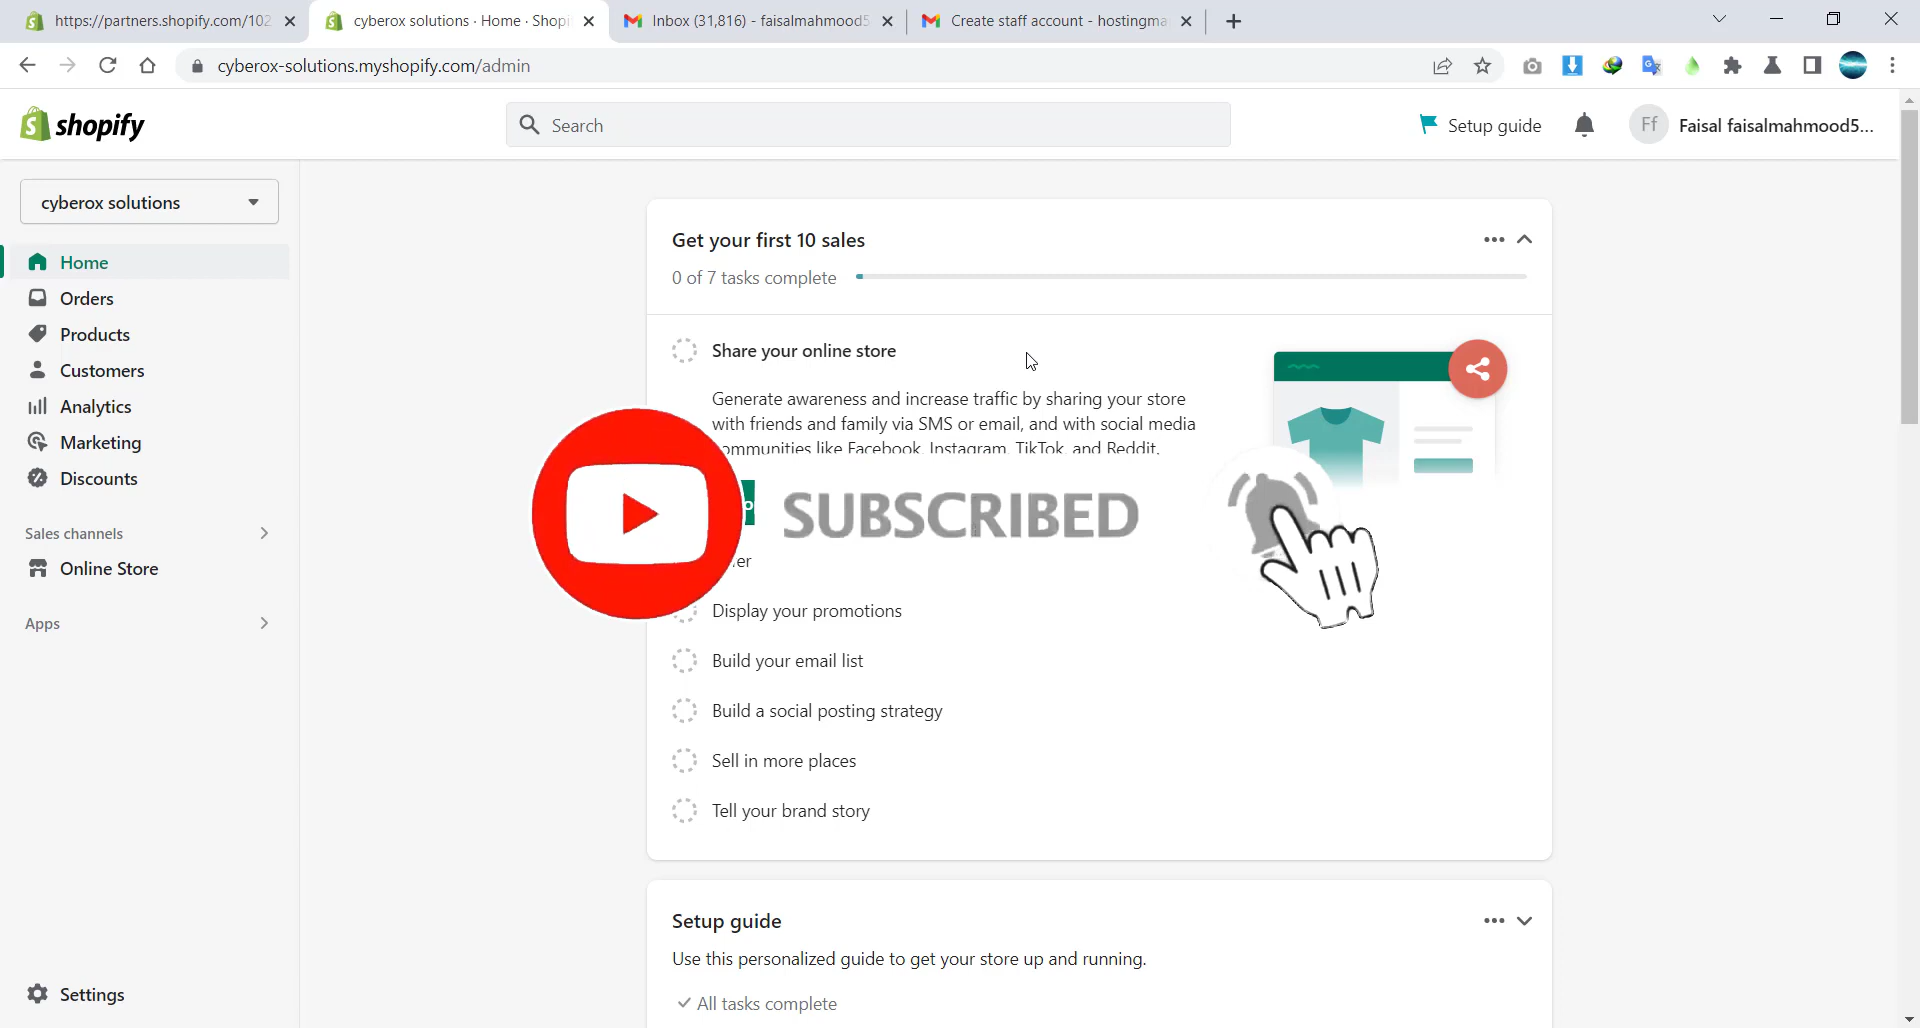 https://partners.shopify.com/102
cyberox solutions · Home · Shopi
Inbox (31,816) - faisalmahmood5
Create staff account - hostingma
cyberox-solutions.myshopify.com/admin
shopify
Search
Setup guide
Ff
Faisal faisalmahmood5...
cyberox solutions
Home
Orders
Products
Customers
Analytics
Marketing
Discounts
Sales channels
Online Store
Apps
Settings
Get your first 10 sales
0 of 7 tasks complete
Share your online store
Generate awareness and increase traffic by sharing your store
with friends and family via SMS or email, and with social media
ommunities like Facebook, Instagram, TikTok, and Reddit.
SUBSCRIBED
Display your promotions
Build your email list
Build a social posting strategy
Sell in more places
Tell your brand story
Setup guide
Use this personalized guide to get your store up and running.
All tasks complete